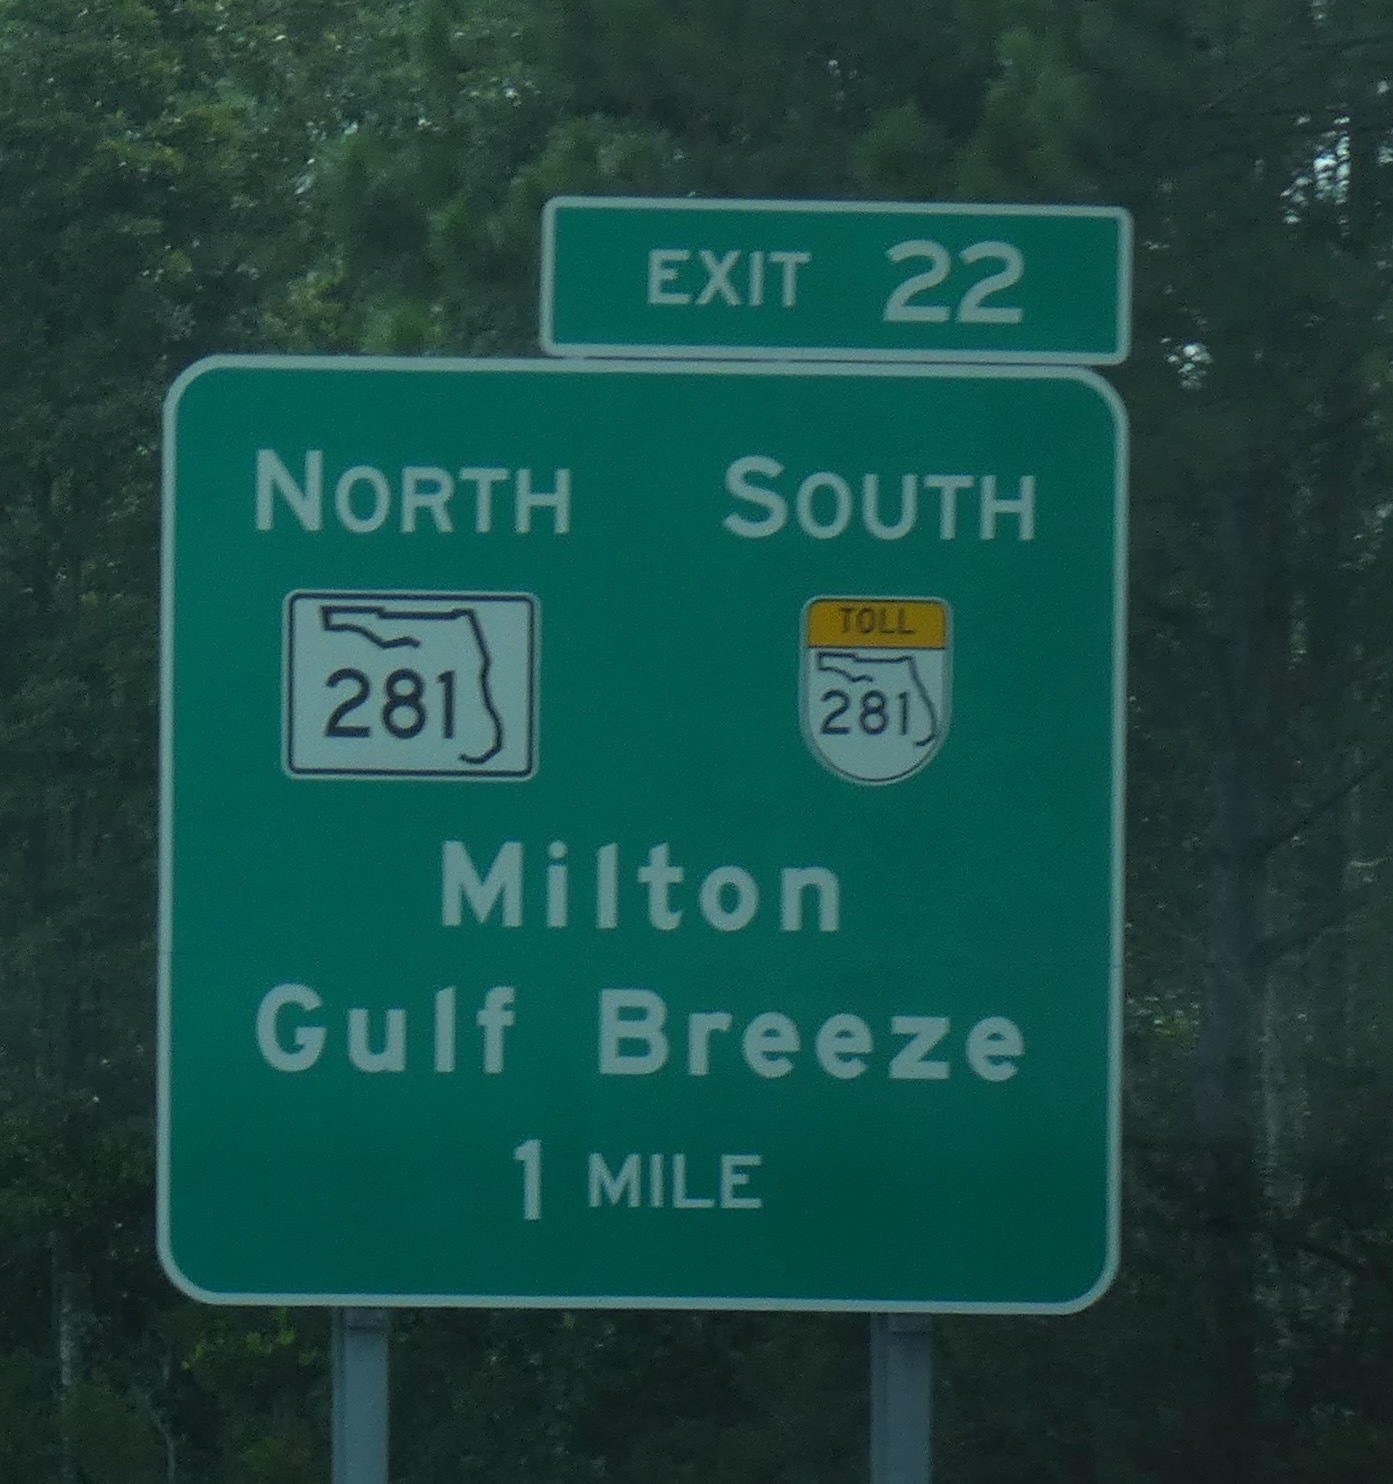 EXIT 22
NORTH SOUTH
TOLL
281 281
Milton
Gulf Breeze
1 MILE